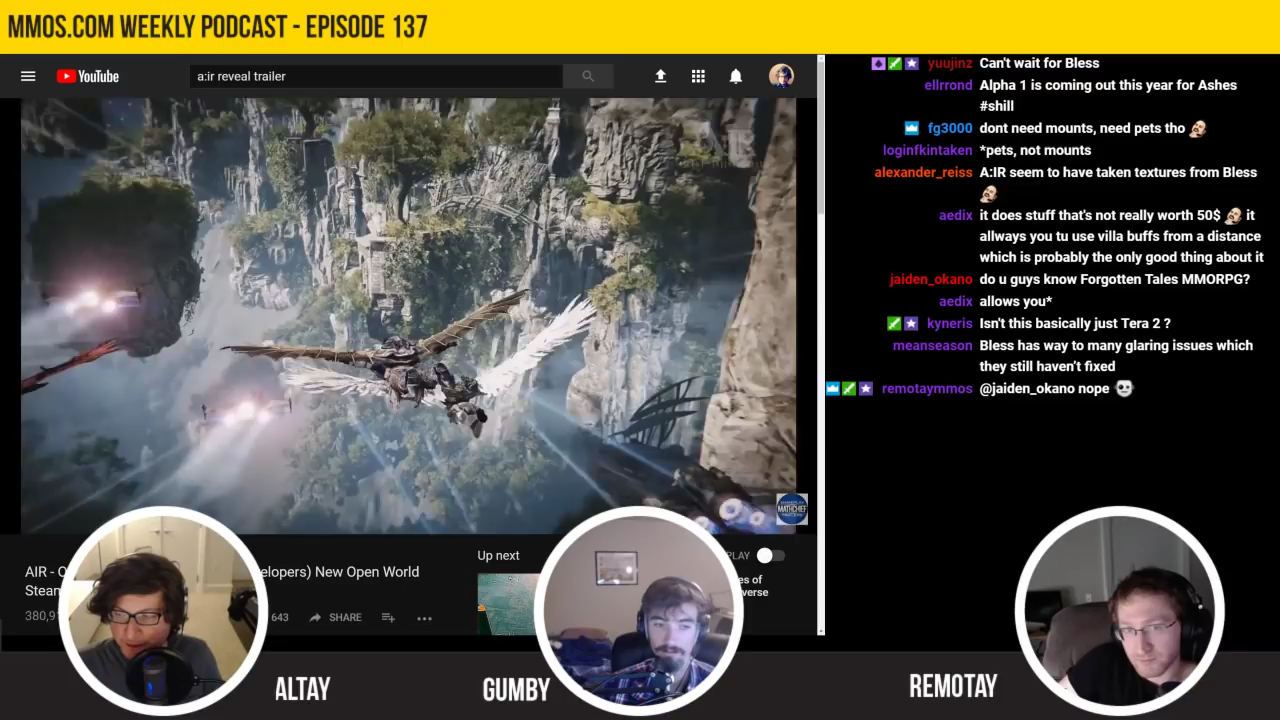 MMOS.COM WEEKLY PODCAST - EPISODE 137
YouTube
a:ir reveal trailer
yuujinz Can't wait for Bless
ellrrond Alpha 1 is coming out this year for Ashes
#shill
fg3000 dont need mounts, need pets tho
loginfkintaken *pets, not mounts
alexander_reiss A:IR seem to have taken textures from Bless
aedix it does stuff that's not really worth 50$ it
allways you tu use villa buffs from a distance
which is probably the only good thing about it
jaiden_okano do u guys know Forgotten Tales MMORPG?
aedix allows you*
kyneris Isn't this basically just Tera 2 ?
meanseason Bless has way to many glaring issues which
they still haven't fixed
remotaymmos @jaiden_okano nope
MATHCHIEF
AIR - elopers) New Open World
Steam
Up next
PLAY
es of
verse
643 SHARE
ALTAY
GUMBY
REMOTAY